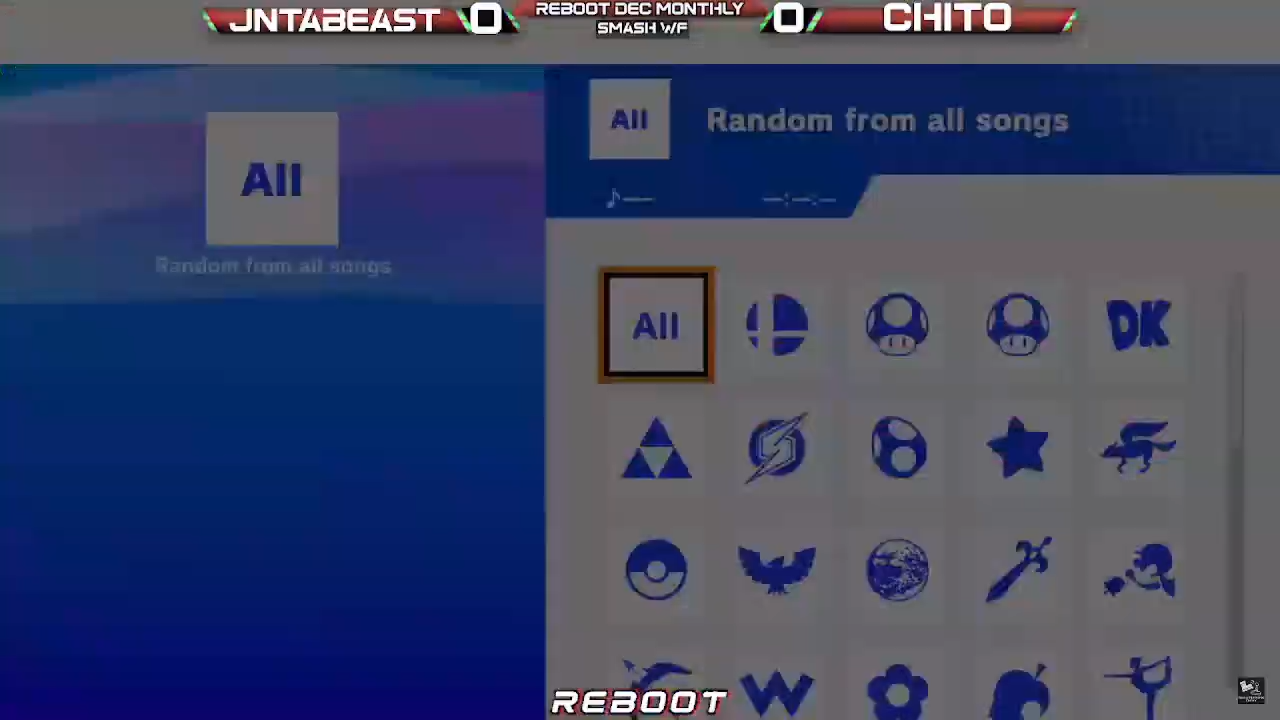 JNTABEAST 0 REBOOT DEC MONTHLY 0 CHITO
SMASH WF
All
Random from all songs
All
Random from all songs
All
DK
REBOOT